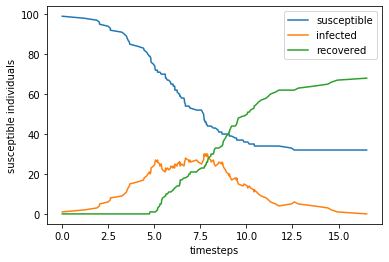 susceptible
infected
recovered
100
80
60
40
20
0
susceptible individuals
0.0 2.5 5.0 7.5 10.0 12.5 15.0
timesteps